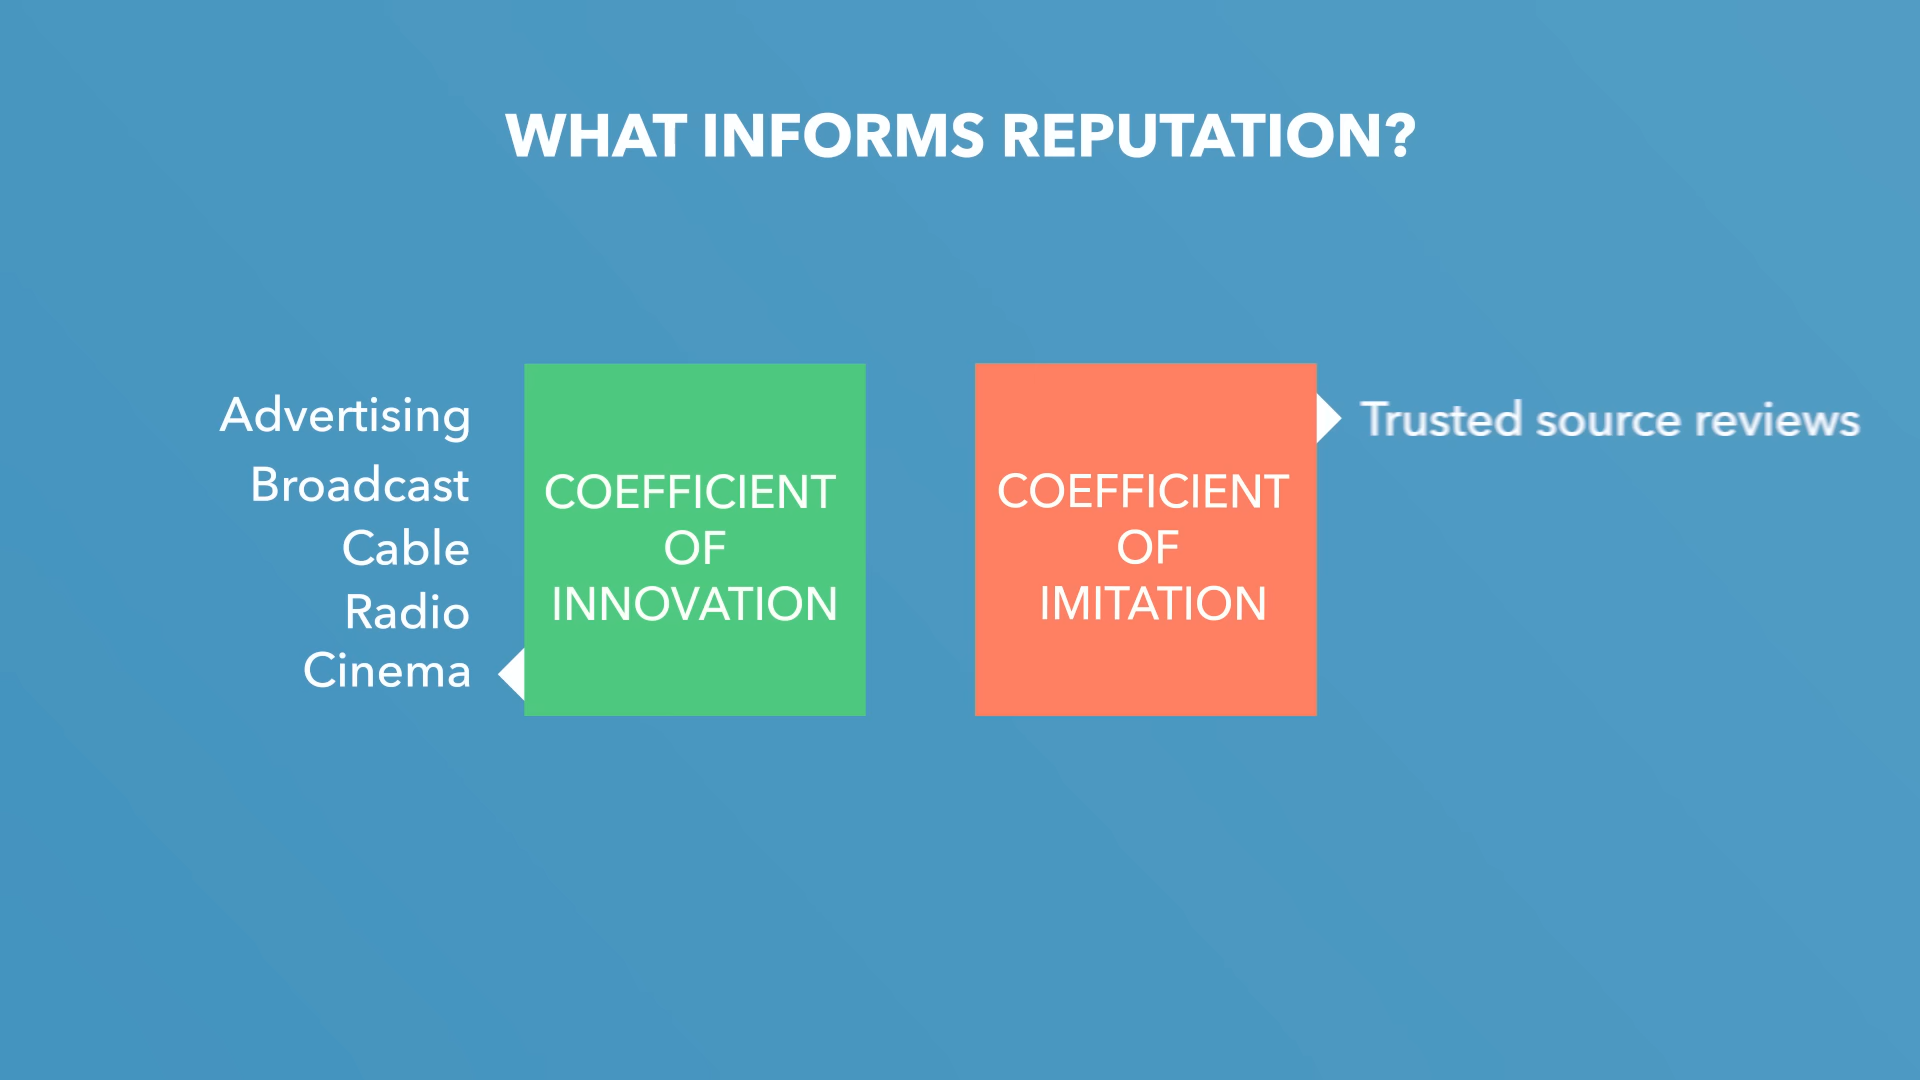 WHAT INFORMS REPUTATION?
Advertising
Broadcast
Cable
Radio
Cinema
COEFFICIENT
OF
INNOVATION
COEFFICIENT
OF
IMITATION
Trusted source reviews